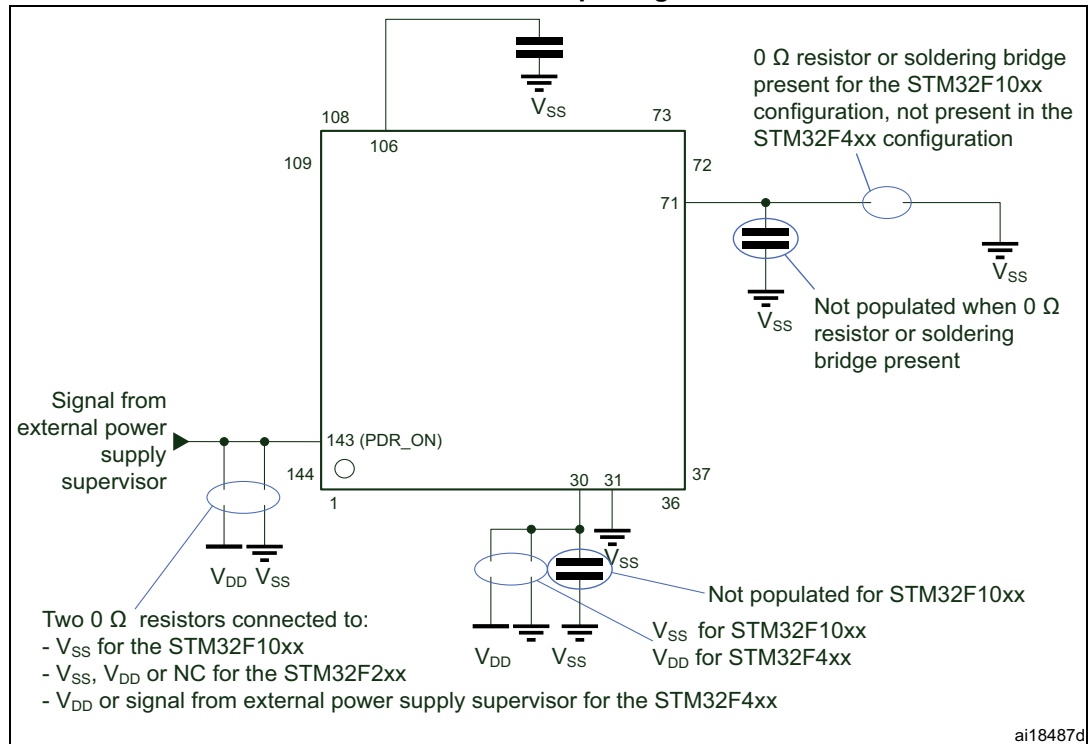 VSS
0 Ω resistor or soldering bridge
present for the STM32F10xx
configuration, not present in the
STM32F4xx configuration
108
73
106
109
72
71
VSS
VSS
Not populated when 0 Ω
resistor or soldering
bridge present
Signal from
external power
supply
supervisor
143 (PDR_ON)
144
1
30
31
36
37
VSS
VDD
VSS
Not populated for STM32F10xx
VSS for STM32F10xx
VDD for STM32F4xx
VDD
VSS
Two 0 Ω resistors connected to:
- VSS for the STM32F10xx
- VSS, VDD or NC for the STM32F2xx
- VDD or signal from external power supply supervisor for the STM32F4xx
ai18487d